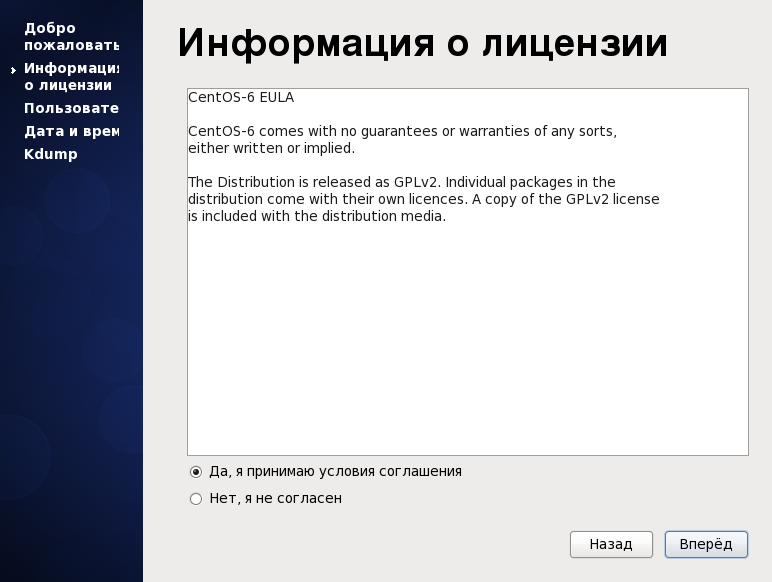 Добро
пожаловать
Информация
о лицензии
Пользовате
Дата и врем
Kdump
Информация о лицензии
CentOS-6 EULA
CentOS-6 comes with no guarantees or warranties of any sorts,
either written or implied.
The Distribution is released as GPLv2. Individual packages in the
distribution come with their own licences. A copy of the GPLv2 license
is included with the distribution media.
Да, я принимаю условия соглашения
Нет, я не согласен
Назад
Вперёд